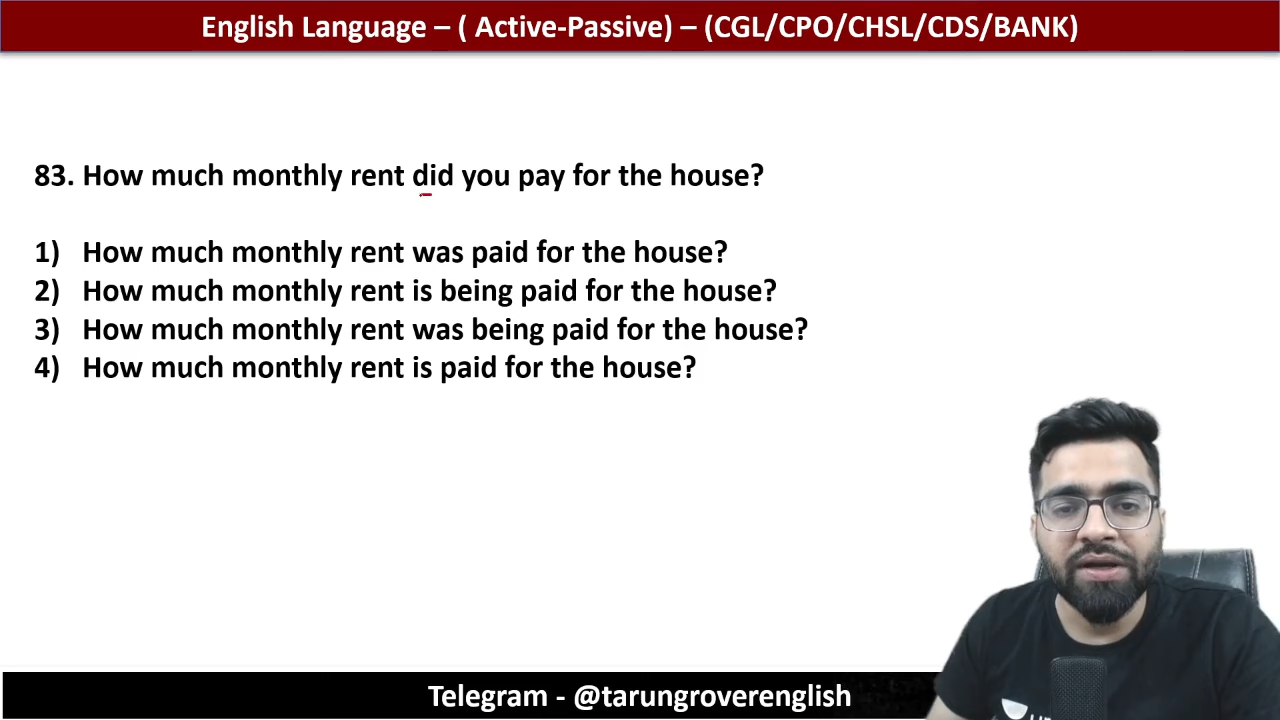 English Language – ( Active-Passive) – (CGL/CPO/CHSL/CDS/BANK)
83. How much monthly rent did you pay for the house?
1) How much monthly rent was paid for the house?
2) How much monthly rent is being paid for the house?
3) How much monthly rent was being paid for the house?
4) How much monthly rent is paid for the house?
Telegram - @tarungroverenglish